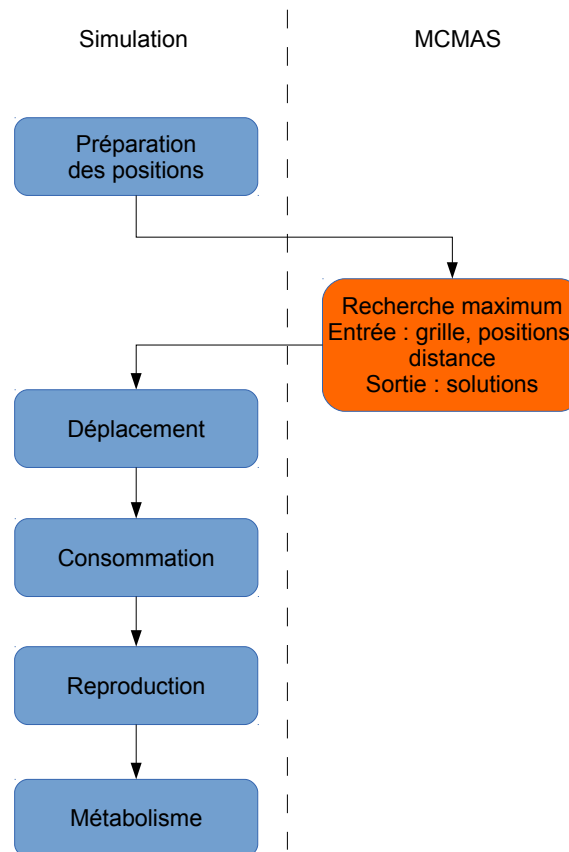 Simulation
MCMAS
Préparation
des positions
Recherche maximum
Entrée : grille, positions
distance
Sortie : solutions
Déplacement
Consommation
Reproduction
Métabolisme